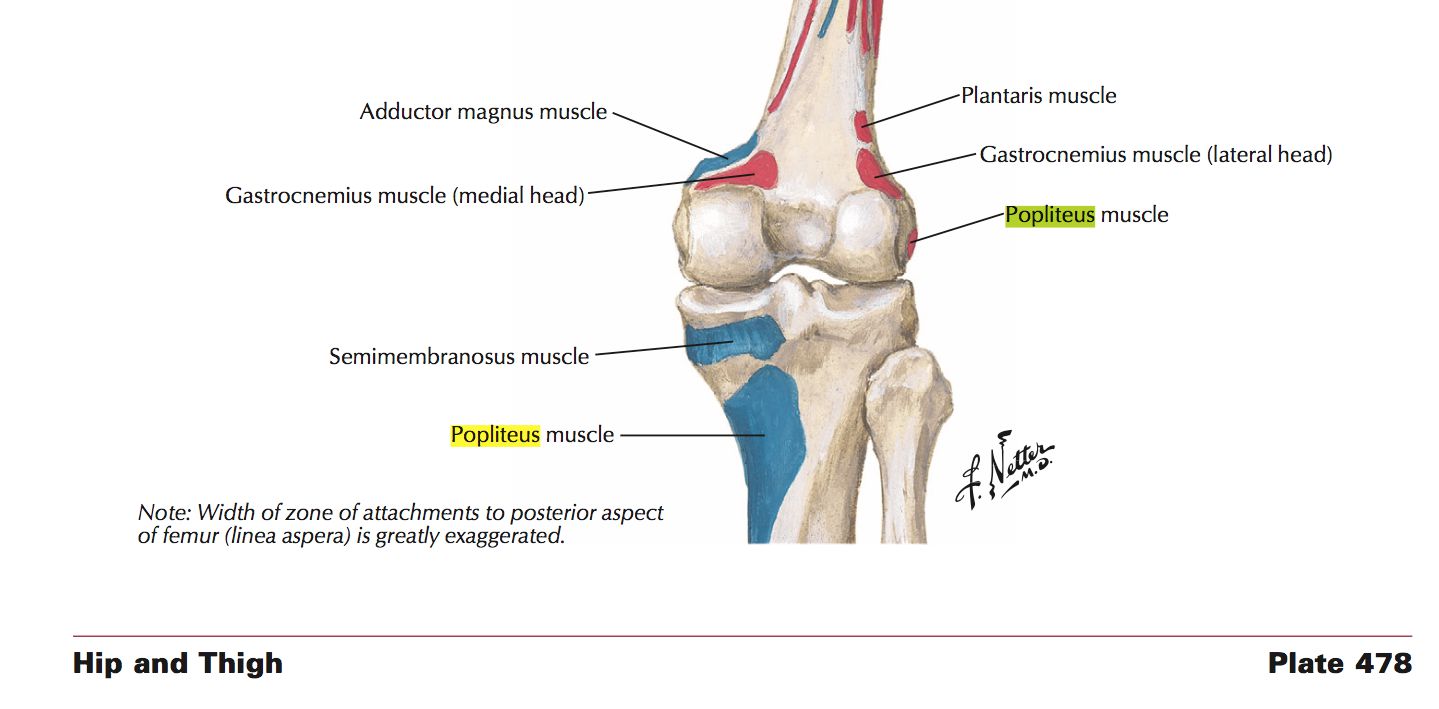 Plantaris muscle
Adductor magnus muscle
Gastrocnemius muscle (lateral head)
Gastrocnemius muscle (medial head)
Popliteus muscle
Semimembranosus muscle
Popliteus muscle
F. Netter
M.D.
Note: Width of zone of attachments to posterior aspect
of femur (linea aspera) is greatly exaggerated.
Hip and Thigh
Plate 478